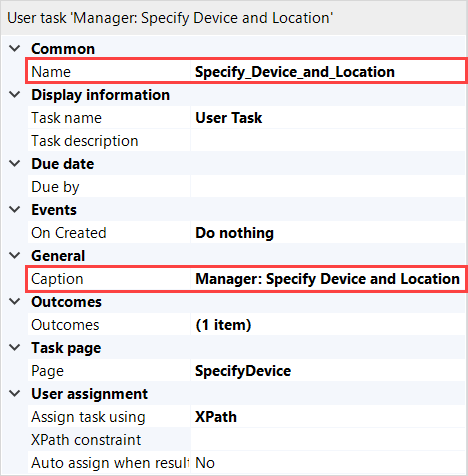 User task 'Manager: Specify Device and Location'
Common
Name Specify_Device_and_Location
Display information
Task name User Task
Task description
Due date
Due by
Events
On Created Do nothing
General
Caption Manager: Specify Device and Location
Outcomes
Outcomes (1 item)
Task page
Page SpecifyDevice
User assignment
Assign task using XPath
XPath constraint
Auto assign when result No